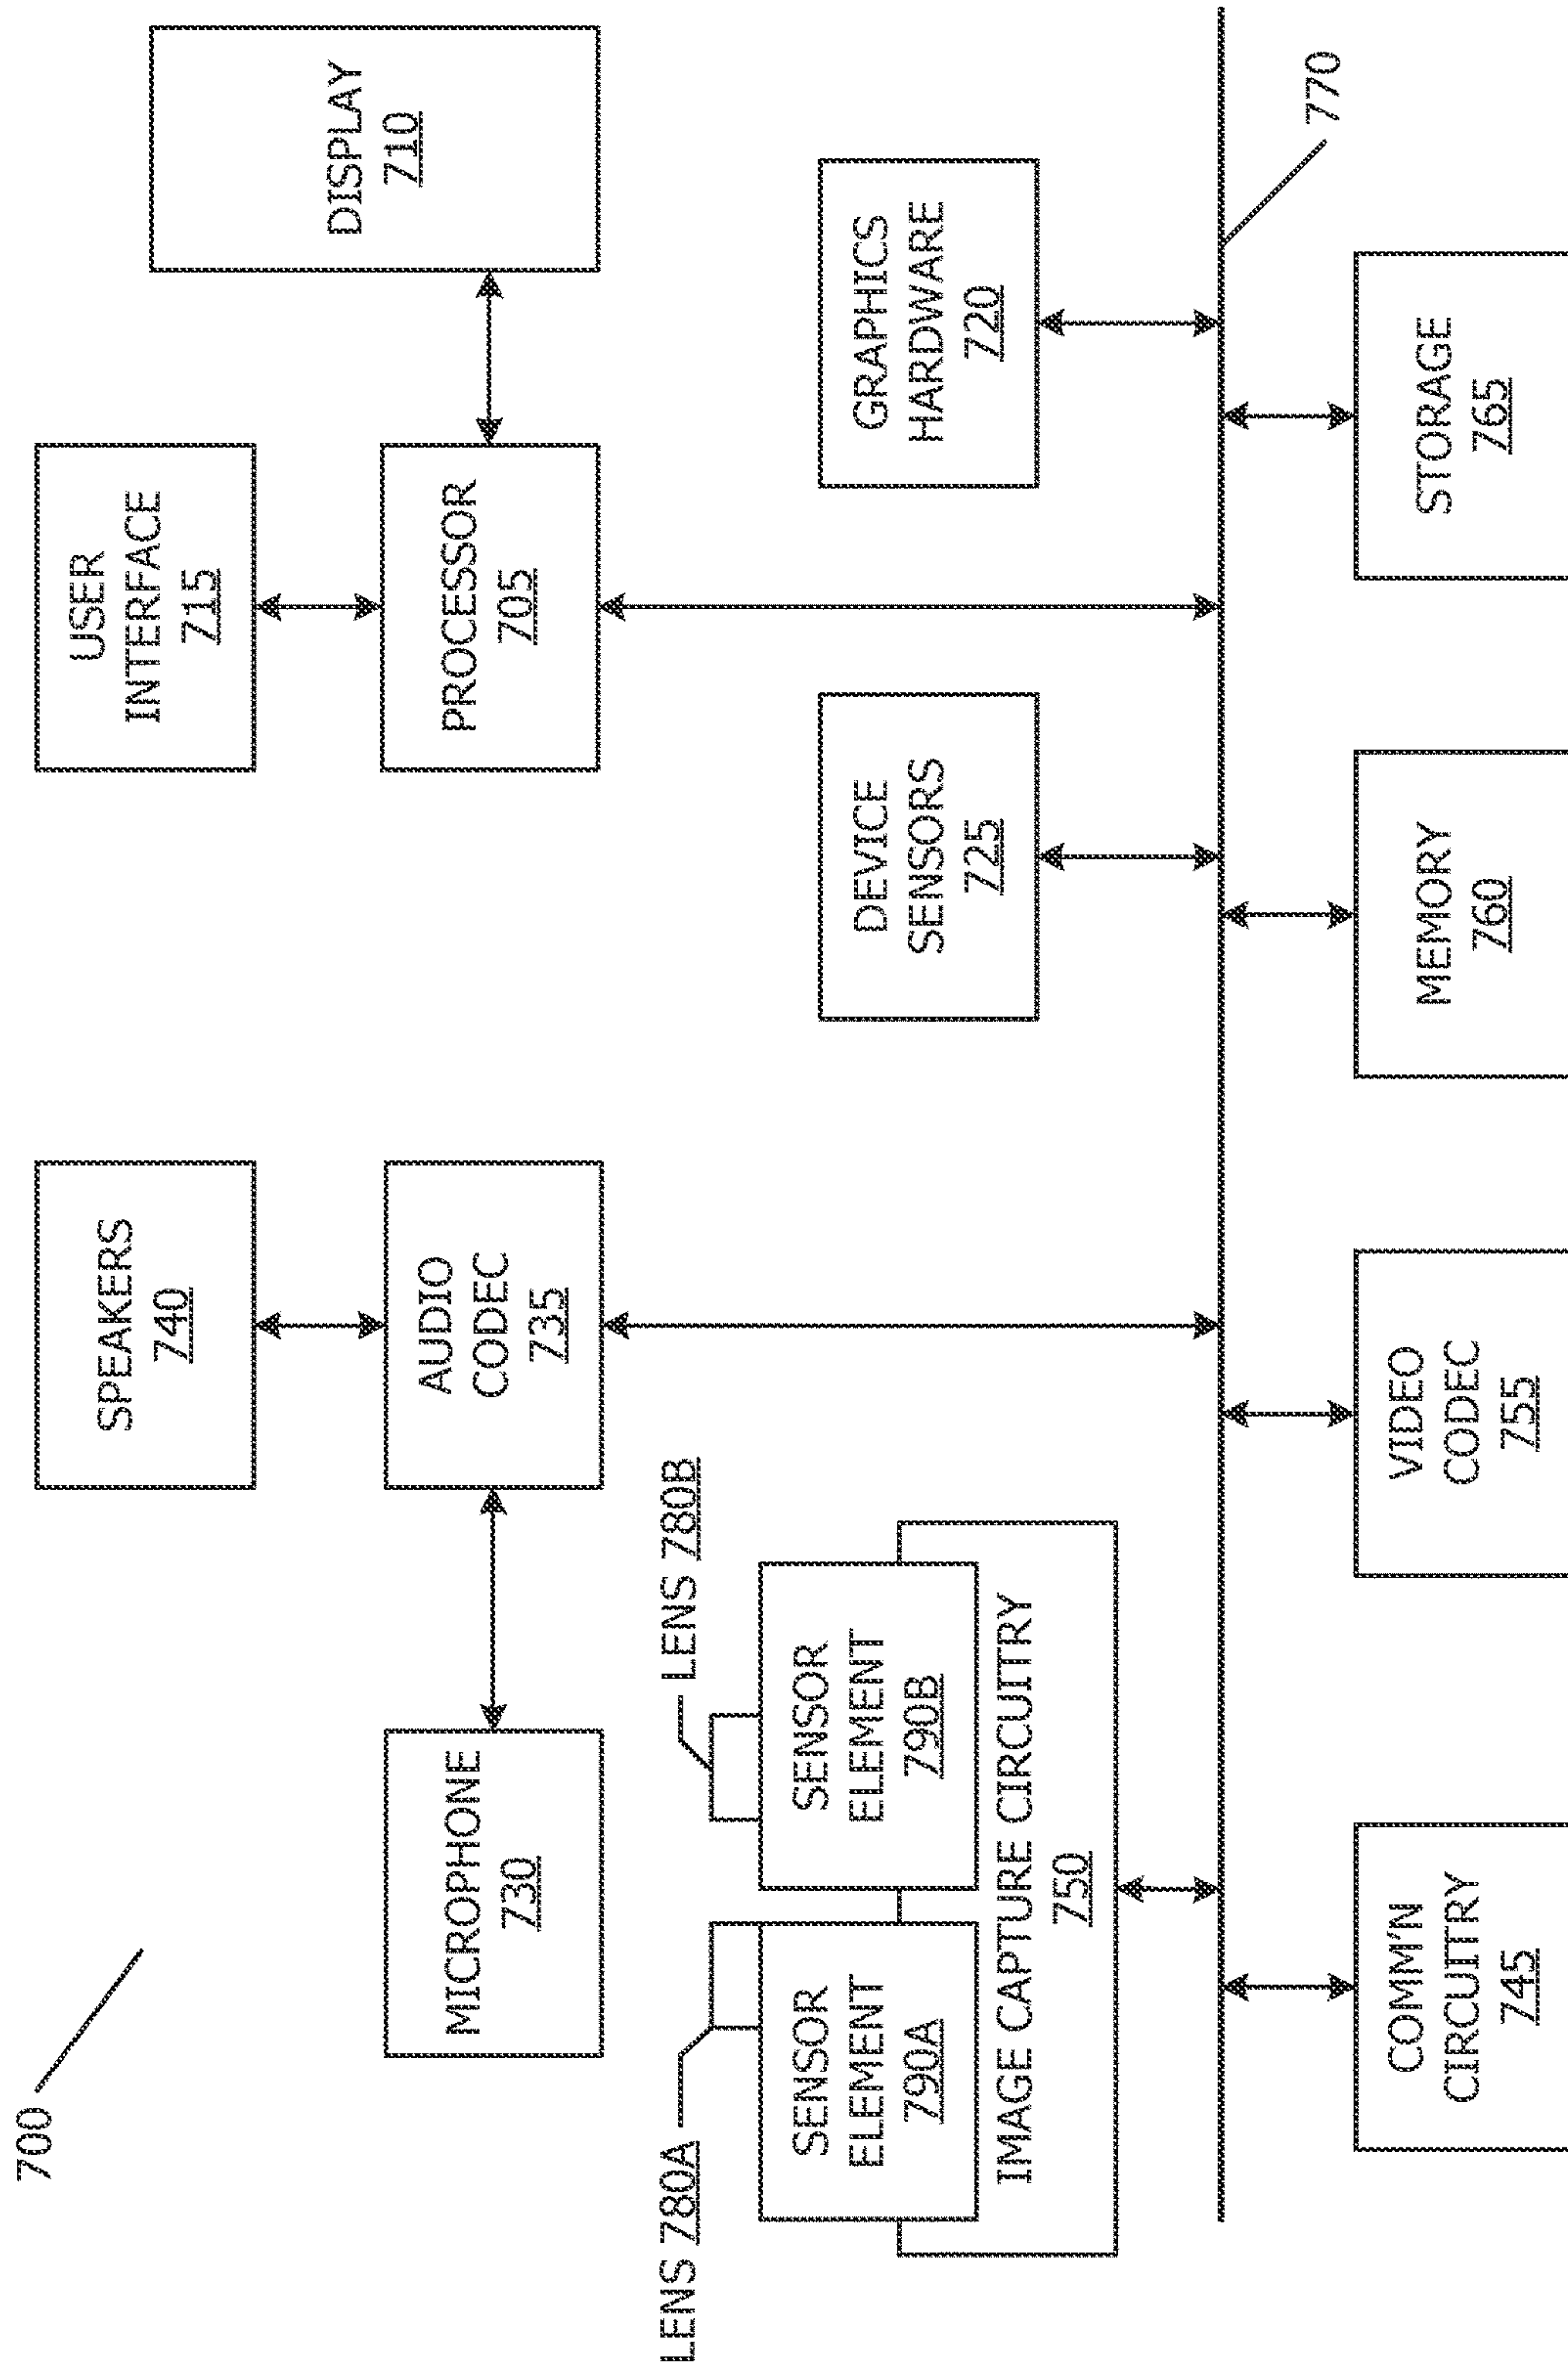 700
SPEAKERS
740
USER
INTERFACE
715
DISPLAY
710
MICROPHONE
730
AUDIO
CODEC
735
PROCESSOR
705
LENS 780A
LENS 780B
SENSOR
ELEMENT
790A
SENSOR
ELEMENT
790B
IMAGE CAPTURE CIRCUITRY
750
DEVICE
SENSORS
725
GRAPHICS
HARDWARE
720
770
COMM'N
CIRCUITRY
745
VIDEO
CODEC
755
MEMORY
760
STORAGE
765